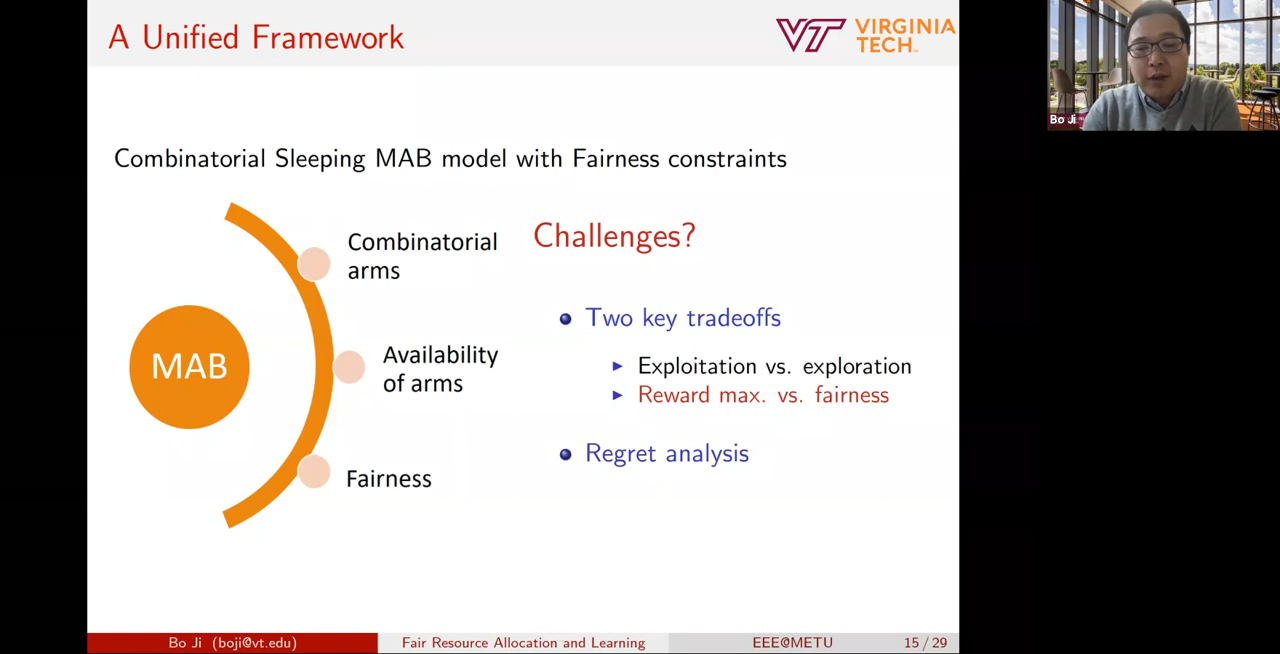 A Unified Framework
VT VIRGINIA
TECH
Bo Ji
Combinatorial Sleeping MAB model with Fairness constraints
Combinatorial
arms
MAB
Availability
of arms
Fairness
Challenges?
Two key tradeoffs
Exploitation vs. exploration
Reward max. vs. fairness
Regret analysis
Bo Ji (boji@vt.edu) Fair Resource Allocation and Learning EEE@METU 15 / 29